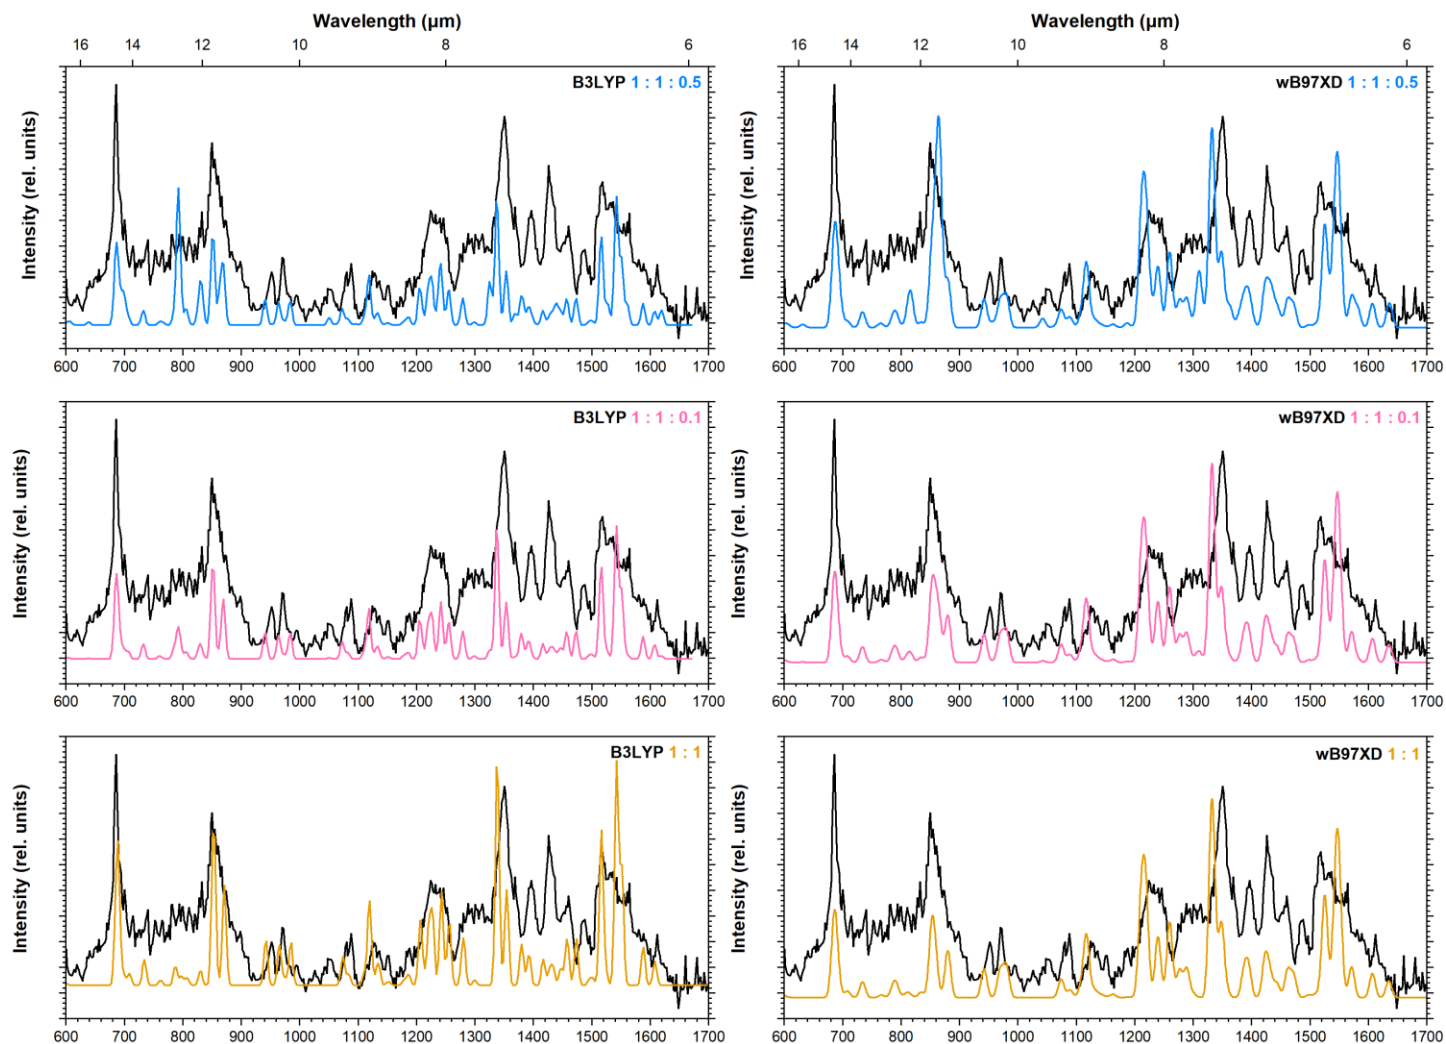 Wavelength (µm)
Wavelength (µm)
16 14 12 10 8 6
16 14 12 10 8 6
B3LYP 1 : 1 : 0.5
wB97XD 1 : 1 : 0.5
Intensity (rel. units)
Intensity (rel. units)
600 700 800 900 1000 1100 1200 1300 1400 1500 1600 1700
600 700 800 900 1000 1100 1200 1300 1400 1500 1600 1700
B3LYP 1 : 1 : 0.1
wB97XD 1 : 1 : 0.1
Intensity (rel. units)
Intensity (rel. units)
600 700 800 900 1000 1100 1200 1300 1400 1500 1600 1700
600 700 800 900 1000 1100 1200 1300 1400 1500 1600 1700
B3LYP 1 : 1
wB97XD 1 : 1
Intensity (rel. units)
Intensity (rel. units)
600 700 800 900 1000 1100 1200 1300 1400 1500 1600 1700
600 700 800 900 1000 1100 1200 1300 1400 1500 1600 1700